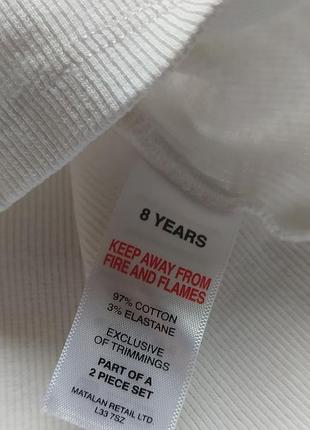 8 YEARS
KEEP AWAY FROM
FIRE AND FLAMES
97% COTTON
3% ELASTANE
EXCLUSIVE
OF TRIMMINGS
PART OF A
2 PIECE SET
MATALAN RETAIL LTD
L33 7SZ